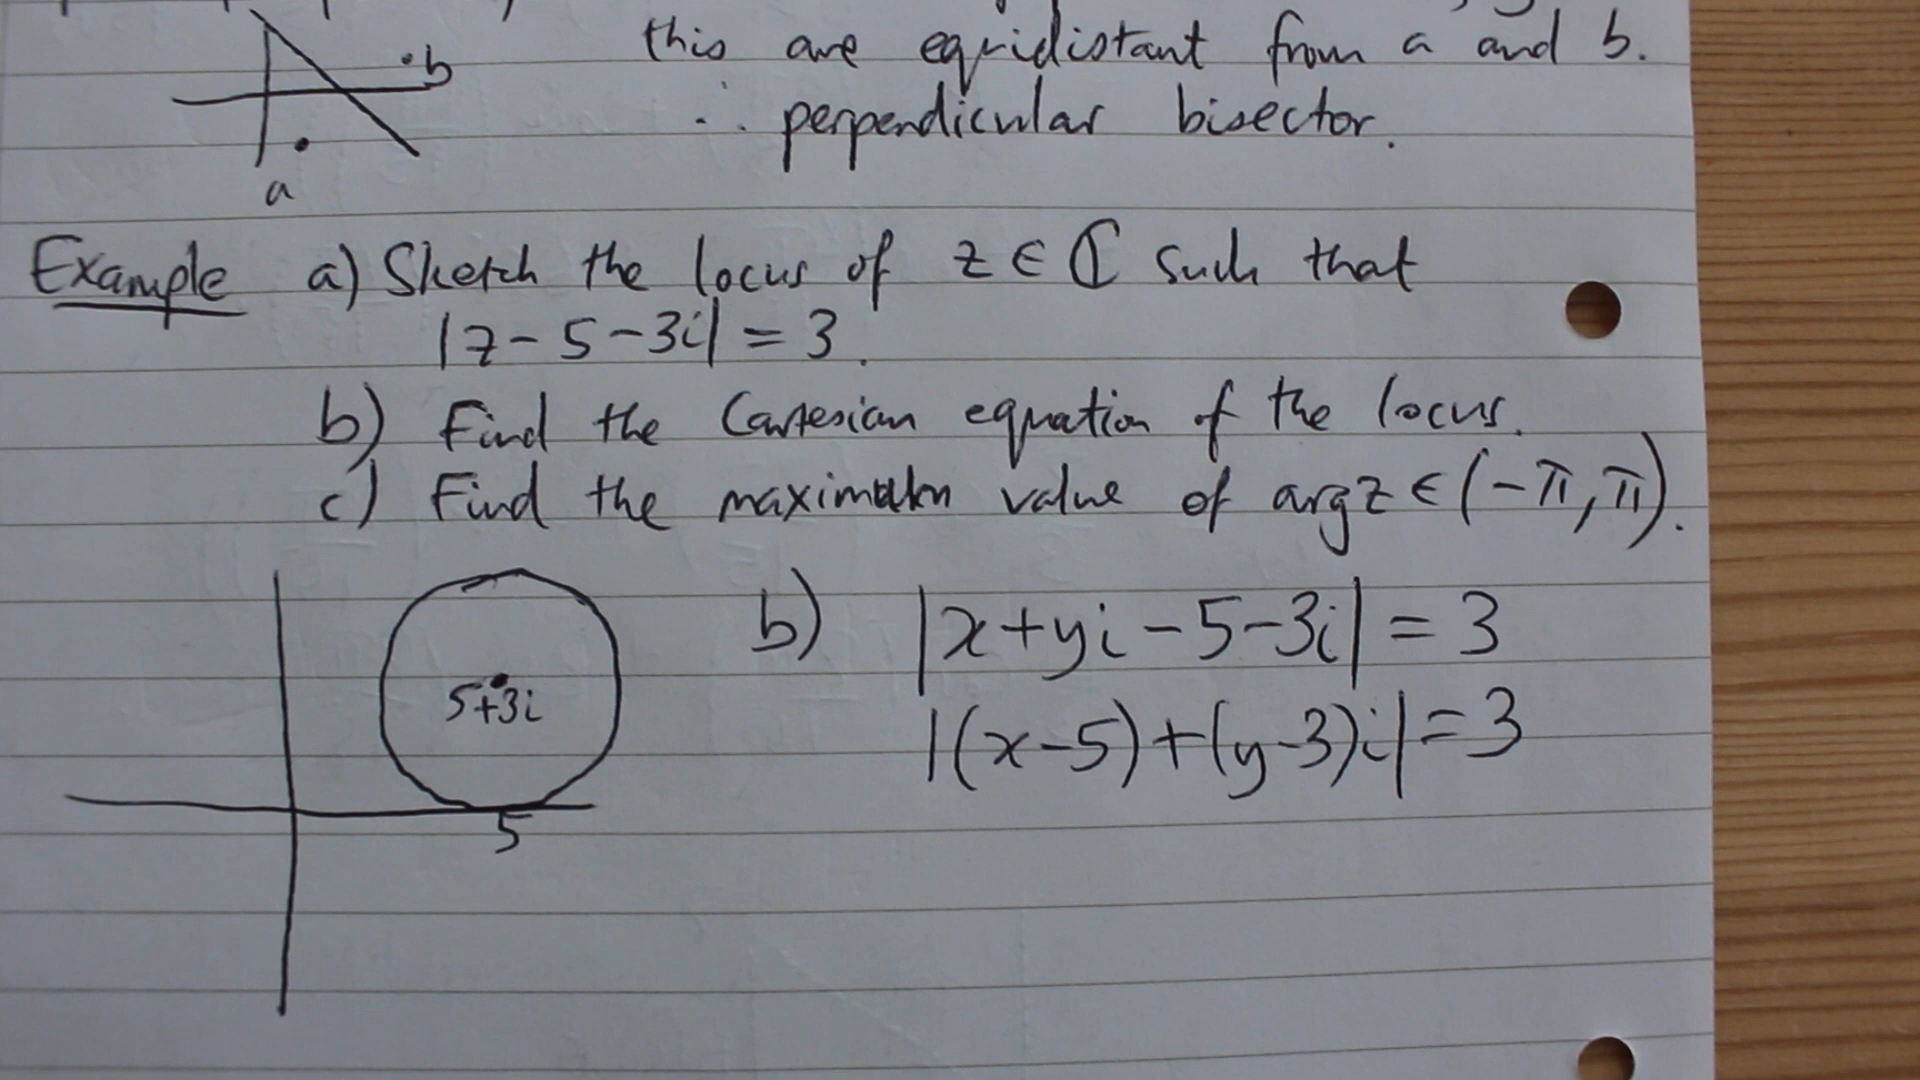 this are equidistant from a and b.
b
∴ perpendicular bisector.
a
Example a) Sketch the locus of z ∈ ℂ such that
|z - 5 - 3i| = 3.
b) Find the Cartesian equation of the locus.
c) Find the maximum value of arg z ∈ (-π, π).
b) |x + yi - 5 - 3i| = 3
5+3i
|(x-5) + (y-3)i| = 3
5